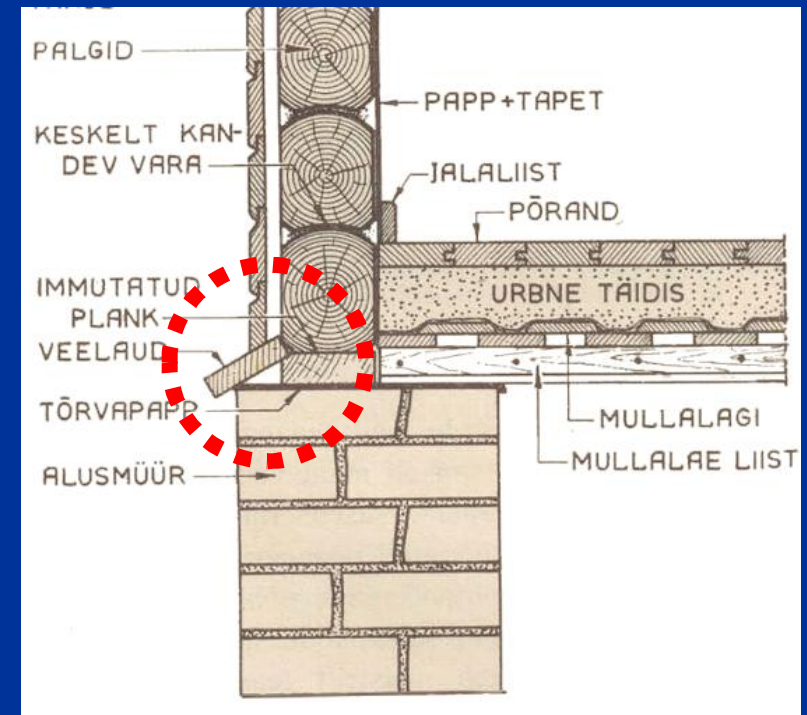 PALGID
KESKELT KAN-
DEV VARA
IMMUTATUD
PLANK
VEELAUD
TÕRVAPAPP
ALUSMÜÜR
PAPP+TAPET
JALALIIST
PÕRAND
URBNE TÄIDIS
MULLALAGI
MULLALAE LIIST